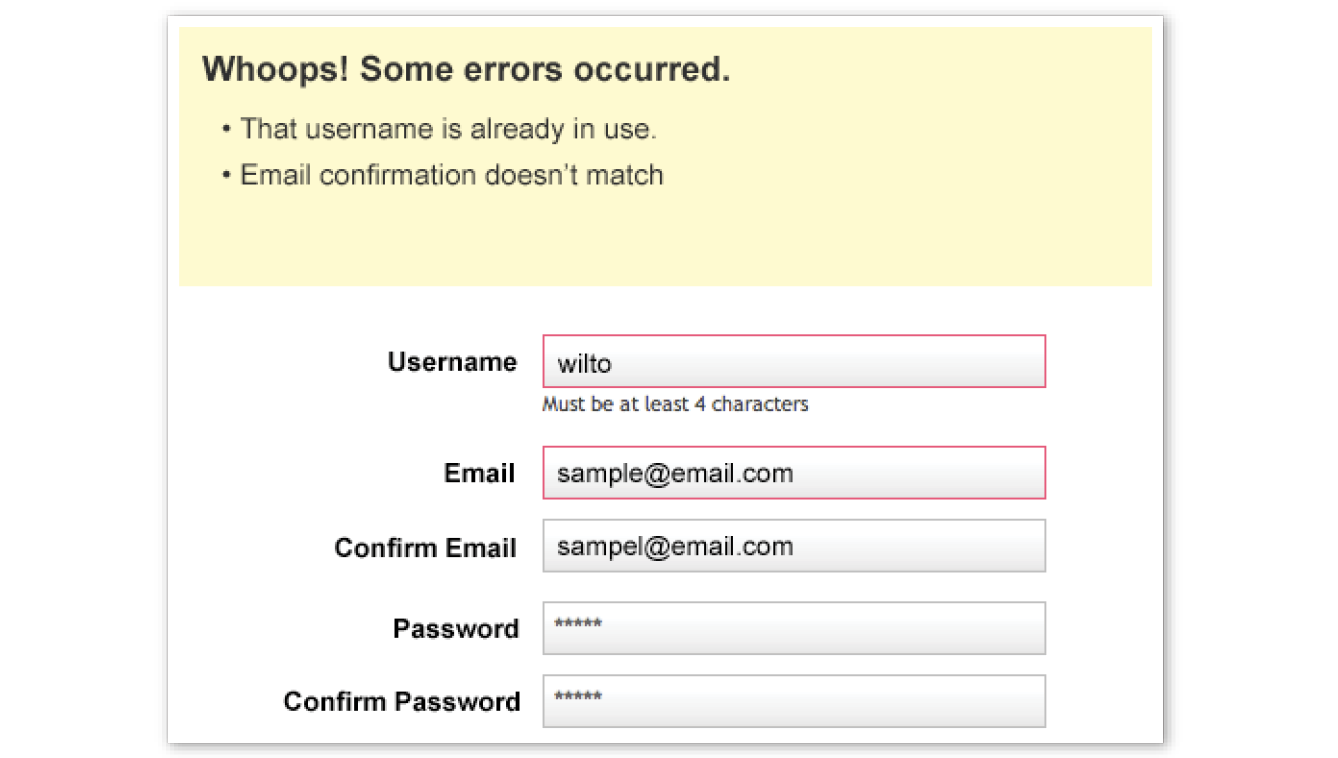 Whoops! Some errors occurred.
• That username is already in use.
• Email confirmation doesn’t match
Username wilto
Must be at least 4 characters
Email sample@email.com
Confirm Email sampel@email.com
Password *****
Confirm Password *****